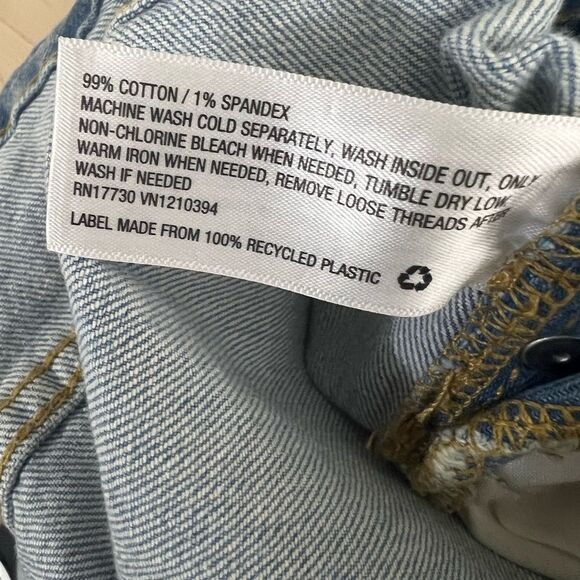 99% COTTON / 1% SPANDEX
MACHINE WASH COLD SEPARATELY, WASH INSIDE OUT, ONLY
NON-CHLORINE BLEACH WHEN NEEDED, TUMBLE DRY LOW,
WARM IRON WHEN NEEDED, REMOVE LOOSE THREADS AFTER
WASH IF NEEDED
RN17730 VN1210394
LABEL MADE FROM 100% RECYCLED PLASTIC